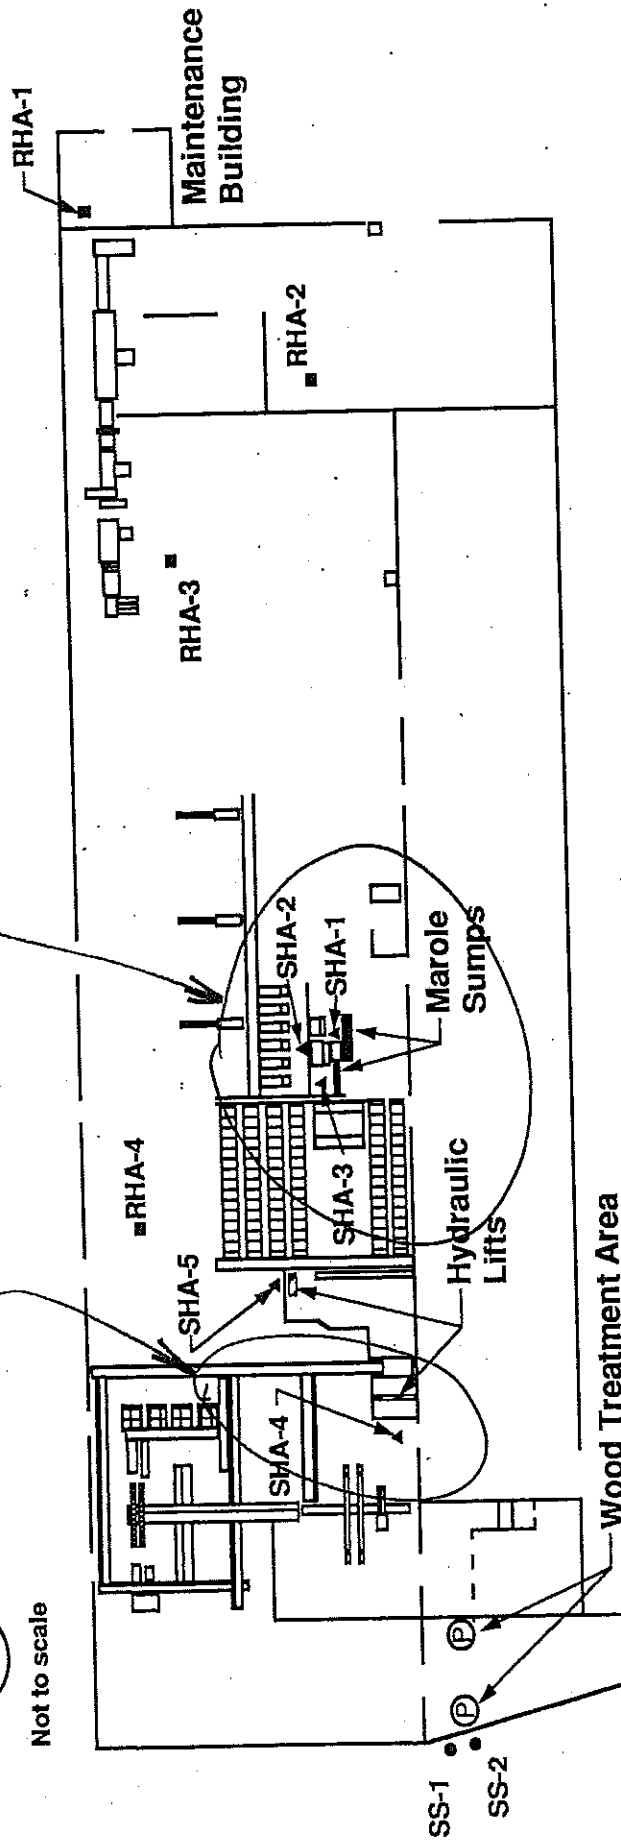 RHA-1
Maintenance
Building
RHA-2
RHA-3
SHA-2
SHA-1
Marole
Sumps
RHA-4
SHA-3
SHA-5
Hydraulic
Lifts
SHA-4
Not to scale
P
P
Wood Treatment Area
SS-1
SS-2